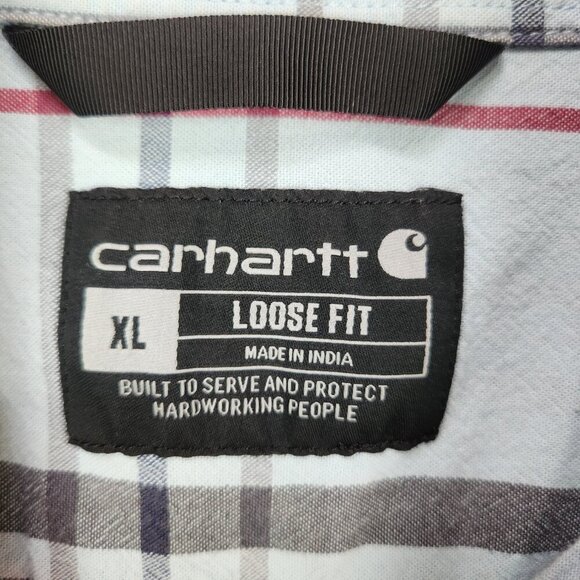 carhartt
XL
LOOSE FIT
MADE IN INDIA
BUILT TO SERVE AND PROTECT
HARDWORKING PEOPLE